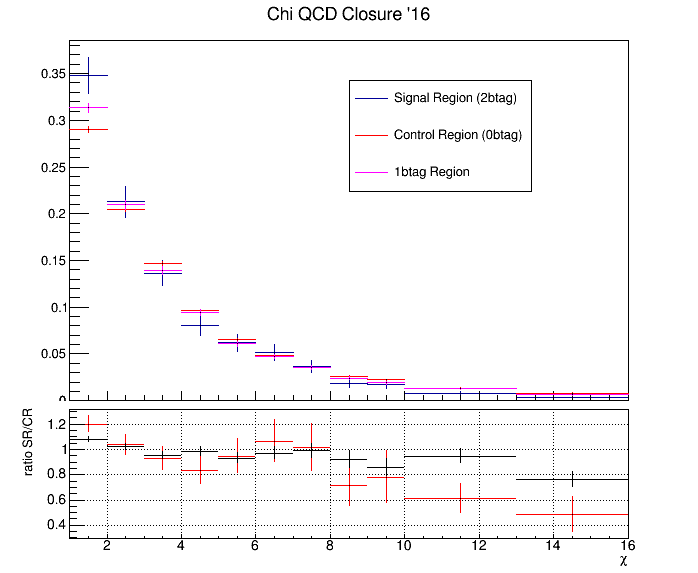 Chi QCD Closure '16
0.35
0.3
0.25
0.2
0.15
0.1
0.05
0
Signal Region (2btag)
Control Region (0btag)
1btag Region
ratio SR/CR
1.2
1
0.8
0.6
0.4
2 4 6 8 10 12 14 16
χ